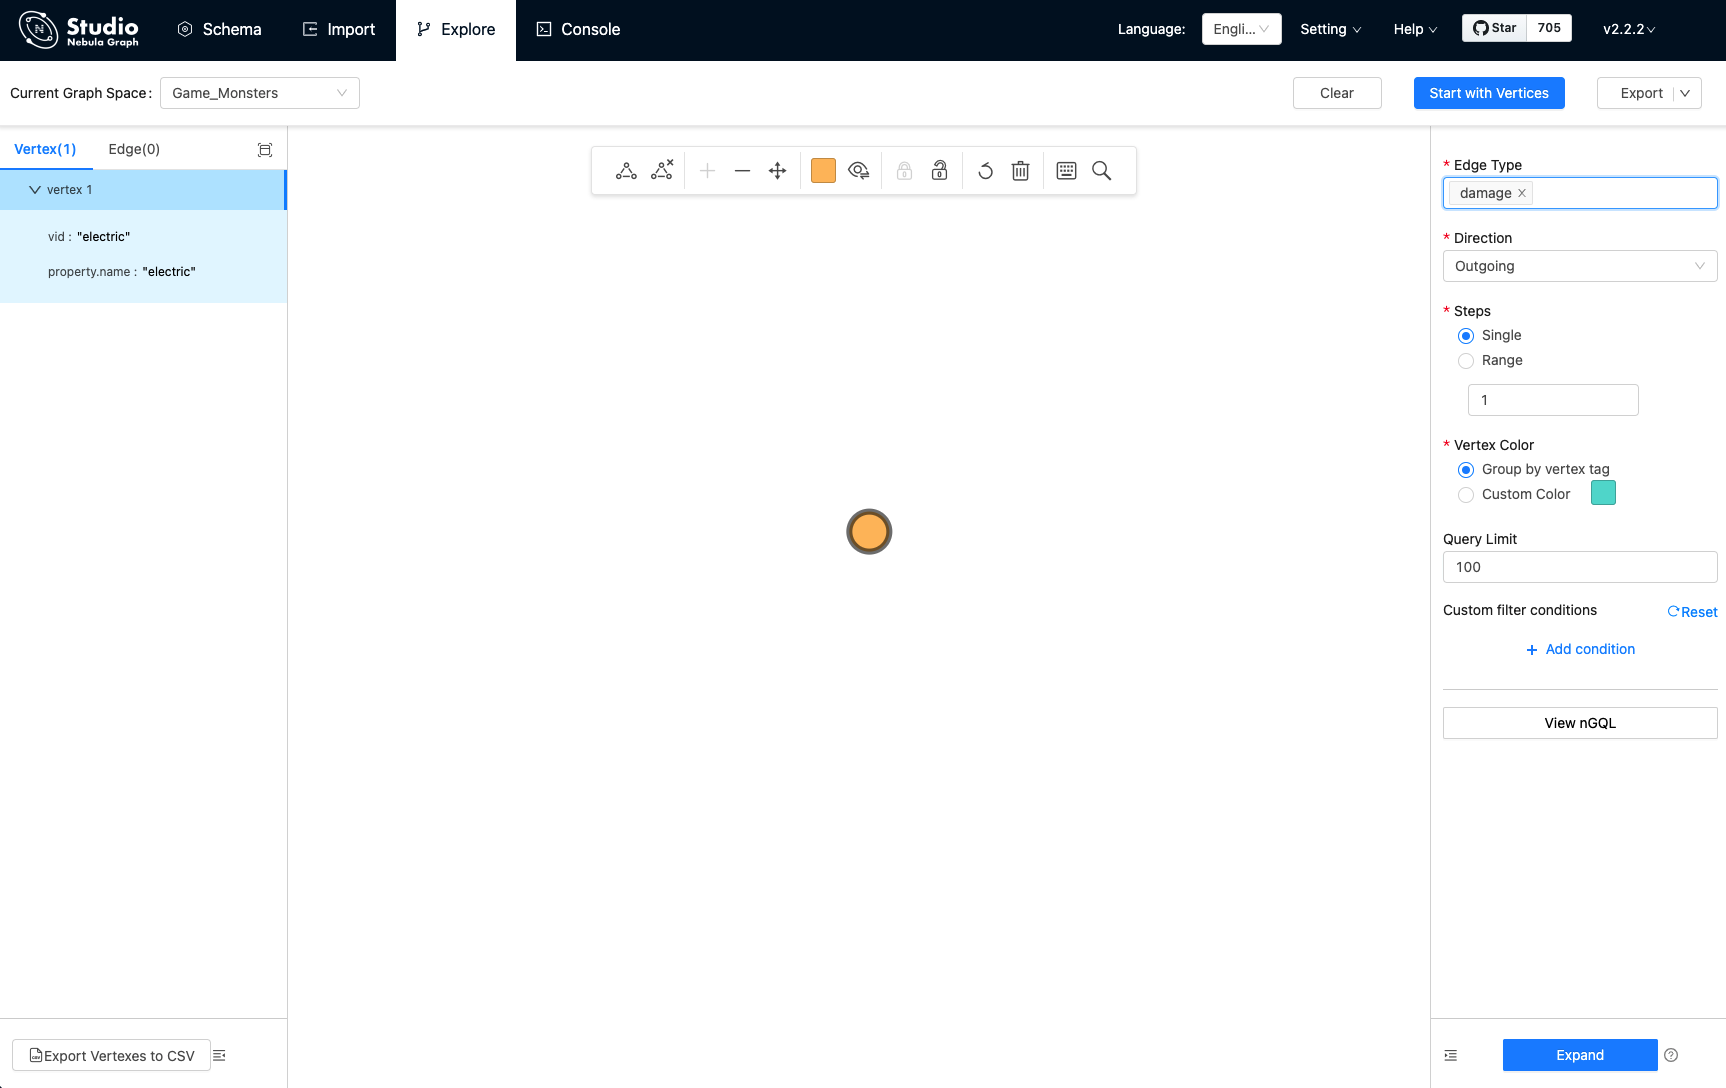 Studio
Nebula Graph
Schema
Import
Explore
Console
Language:
Engli...
Setting
Help
Star
705
v2.2.2
Current Graph Space:
Game_Monsters
Clear
Start with Vertices
Export
Vertex(1)
Edge(0)
vertex 1
vid : "electric"
property.name : "electric"
* Edge Type
damage
* Direction
Outgoing
* Steps
Single
Range
1
* Vertex Color
Group by vertex tag
Custom Color
Query Limit
100
Custom filter conditions
Reset
+ Add condition
View nGQL
Export Vertexes to CSV
Expand